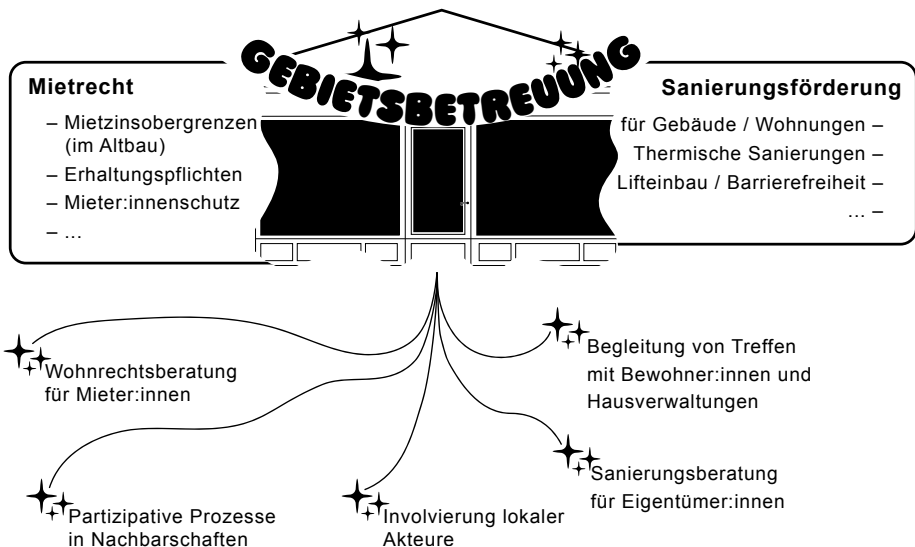 GEBIETSBETREUUNG
Mietrecht
– Mietzinsobergrenzen
(im Altbau)
– Erhaltungspflichten
– Mieter:innenschutz
– ...
Sanierungsförderung
für Gebäude / Wohnungen –
Thermische Sanierungen –
Lifteinbau / Barrierefreiheit –
... –
Wohnrechtsberatung
für Mieter:innen
Begleitung von Treffen
mit Bewohner:innen und
Hausverwaltungen
Partizipative Prozesse
in Nachbarschaften
Involvierung lokaler
Akteure
Sanierungsberatung
für Eigentümer:innen